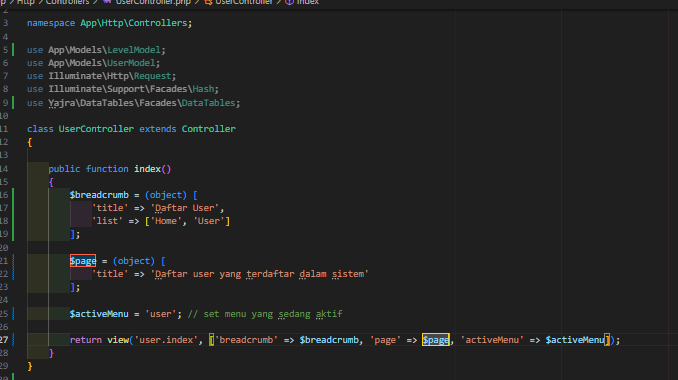 Http > Controllers > UserController.php > UserController > index
2
3 namespace App\Http\Controllers;
4
5 use App\Models\LevelModel;
6 use App\Models\UserModel;
7 use Illuminate\Http\Request;
8 use Illuminate\Support\Facades\Hash;
9 use Yajra\DataTables\Facades\DataTables;
10
11 class UserController extends Controller
12 {
13
14 public function index()
15 {
16 $breadcrumb = (object) [
17 'title' => 'Daftar User',
18 'list' => ['Home', 'User']
19 ];
20
21 $page = (object) [
22 'title' => 'Daftar user yang terdaftar dalam sistem'
23 ];
24
25 $activeMenu = 'user'; // set menu yang sedang aktif
26
27 return view('user.index', ['breadcrumb' => $breadcrumb, 'page' => $page, 'activeMenu' => $activeMenu]);
28 }
29 }